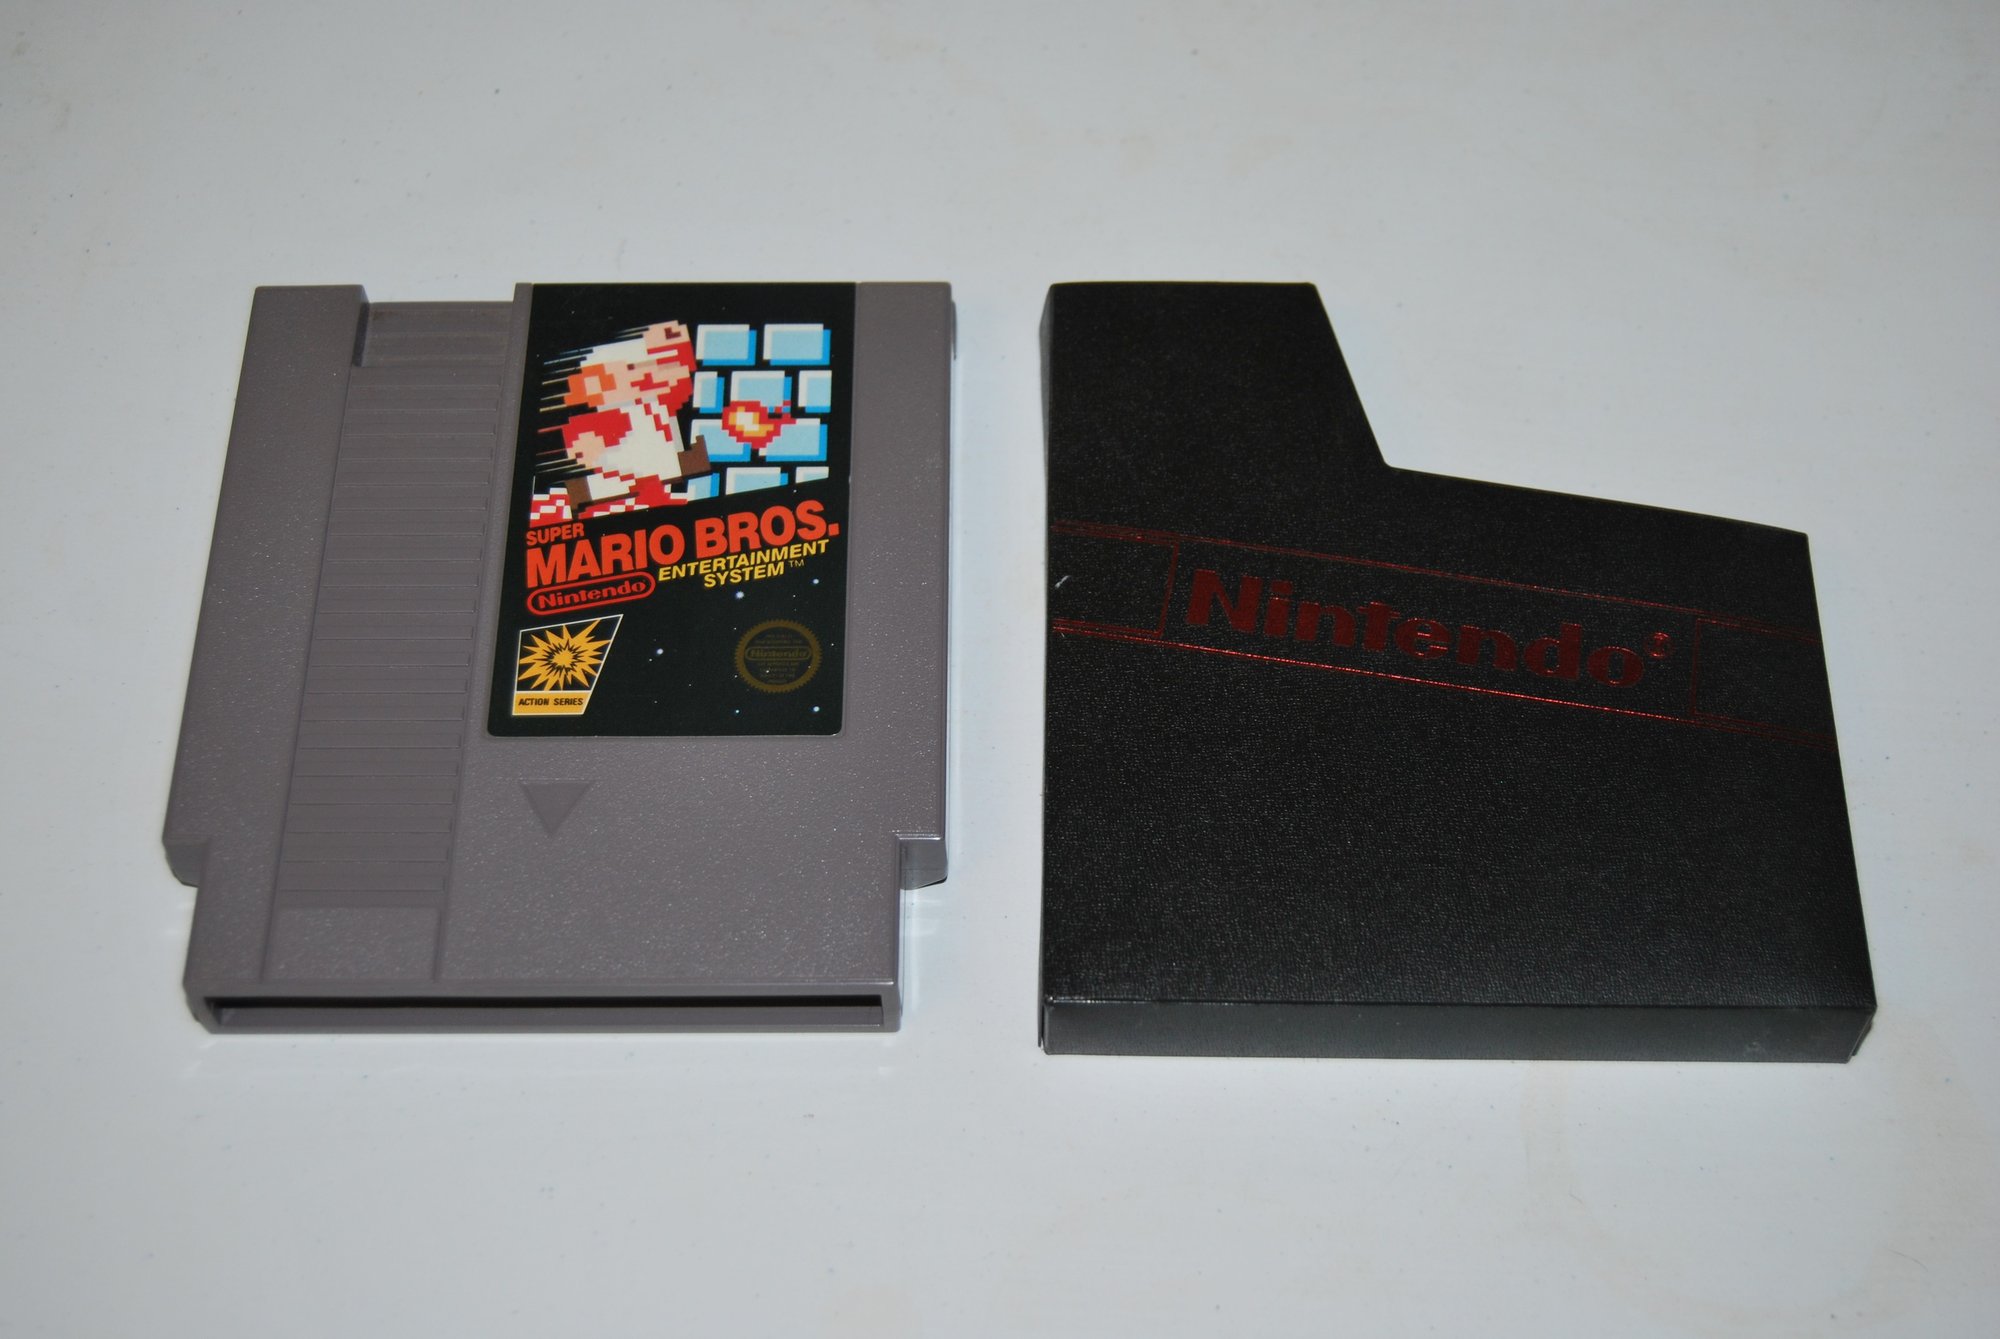 SUPER
MARIO BROS.
ENTERTAINMENT
SYSTEM™
Nintendo
ACTION SERIES
Nintendo
Nintendo®